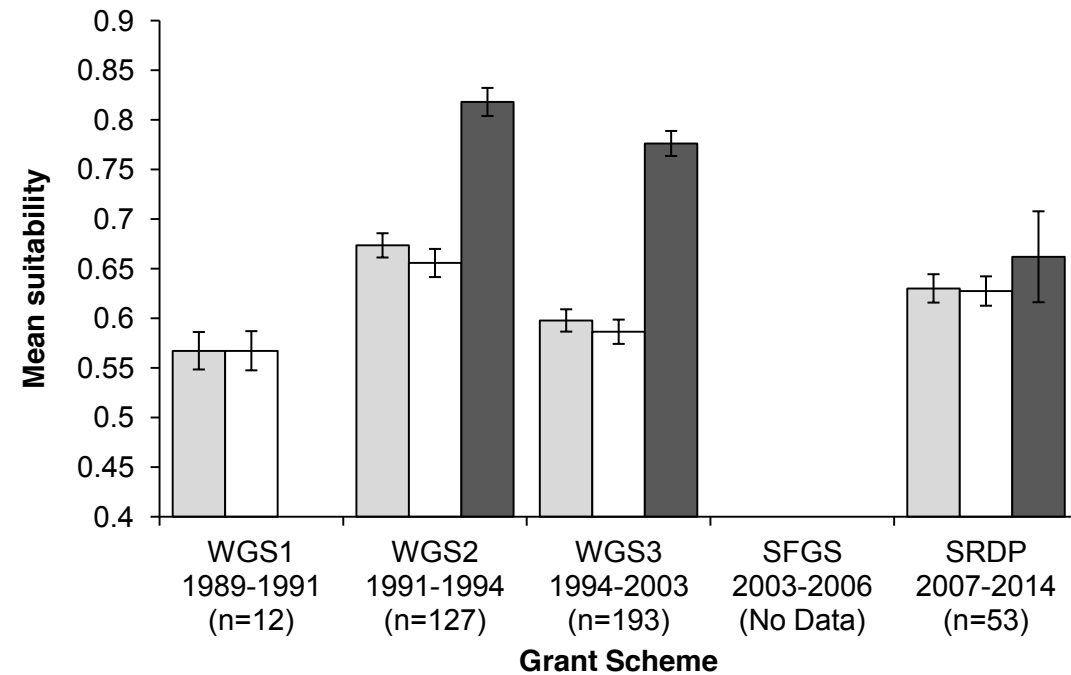 0.9
0.85
0.8
0.75
0.7
0.65
0.6
0.55
0.5
0.45
0.4
Mean suitability
WGS1 WGS2 WGS3 SFGS SRDP
1989-1991 1991-1994 1994-2003 2003-2006 2007-2014
(n=12) (n=127) (n=193) (No Data) (n=53)
Grant Scheme